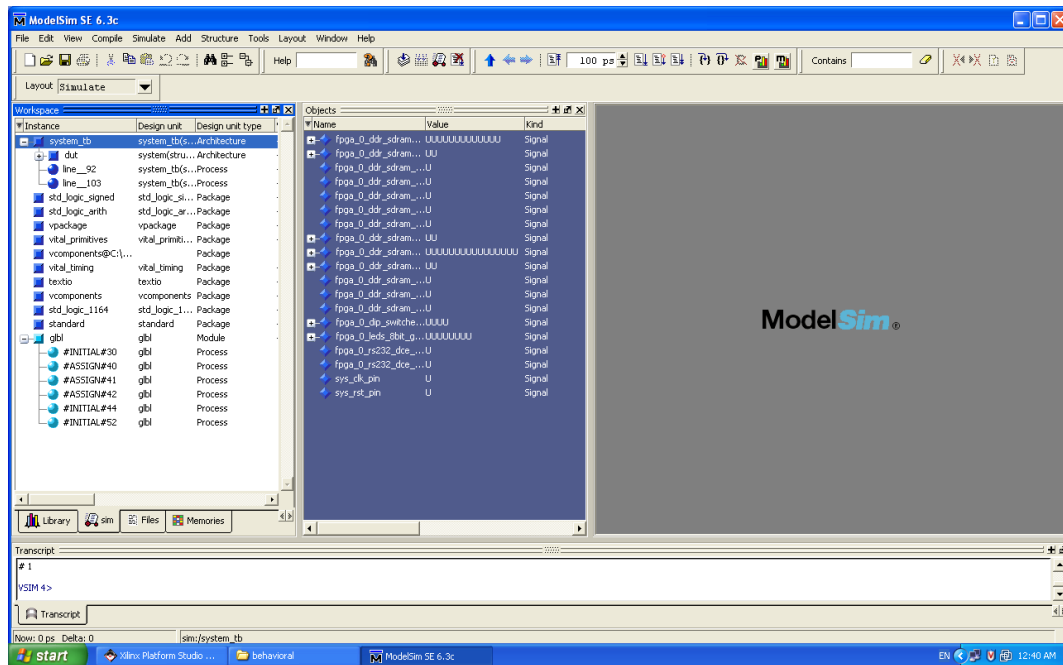 ModelSim SE 6.3c
File Edit View Compile Simulate Add Structure Tools Layout Window Help
Help 100 ps Contains
Layout Simulate
Workspace
Instance Design unit Design unit type
system_tb system_tb(s... Architecture
dut system(stru... Architecture
line__92 system_tb(s... Process
line__103 system_tb(s... Process
std_logic_signed std_logic_si... Package
std_logic_arith std_logic_ar... Package
vpackage vpackage Package
vital_primitives vital_primiti... Package
vcomponents@C:\... Package
vital_timing vital_timing Package
textio textio Package
vcomponents vcomponents Package
std_logic_1164 std_logic_1... Package
standard standard Package
glbl glbl Module
#INITIAL#30 glbl Process
#ASSIGN#40 glbl Process
#ASSIGN#41 glbl Process
#ASSIGN#42 glbl Process
#INITIAL#44 glbl Process
#INITIAL#52 glbl Process
Library sim Files Memories
Objects
Name Value Kind
fpga_0_ddr_sdram... UUUUUUUUUUUUU Signal
fpga_0_ddr_sdram... UU Signal
fpga_0_ddr_sdram_... U Signal
fpga_0_ddr_sdram_... U Signal
fpga_0_ddr_sdram_... U Signal
fpga_0_ddr_sdram_... U Signal
fpga_0_ddr_sdram_... U Signal
fpga_0_ddr_sdram... UU Signal
fpga_0_ddr_sdram... UUUUUUUUUUUUUUUU Signal
fpga_0_ddr_sdram... UU Signal
fpga_0_ddr_sdram_... U Signal
fpga_0_ddr_sdram_... U Signal
fpga_0_ddr_sdram_... U Signal
fpga_0_dip_switche... UUUU Signal
fpga_0_leds_8bit_g... UUUUUUUU Signal
fpga_0_rs232_dce_... U Signal
fpga_0_rs232_dce_... U Signal
sys_clk_pin U Signal
sys_rst_pin U Signal
ModelSim ®
Transcript
# 1
VSIM 4>
Transcript
Now: 0 ps Delta: 0 sim:/system_tb
start Xilinx Platform Studio ... behavioral ModelSim SE 6.3c EN 12:40 AM